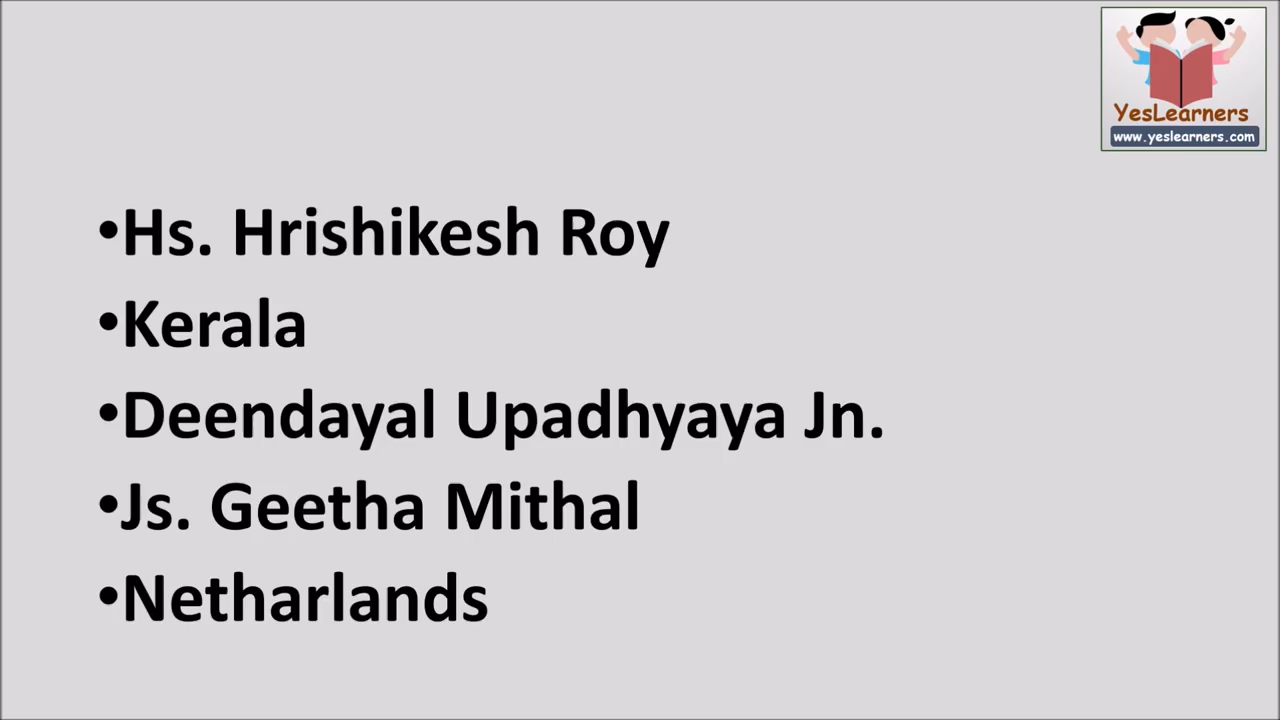 YesLearners
www.yeslearners.com
•Hs. Hrishikesh Roy
•Kerala
•Deendayal Upadhyaya Jn.
•Js. Geetha Mithal
•Netharlands